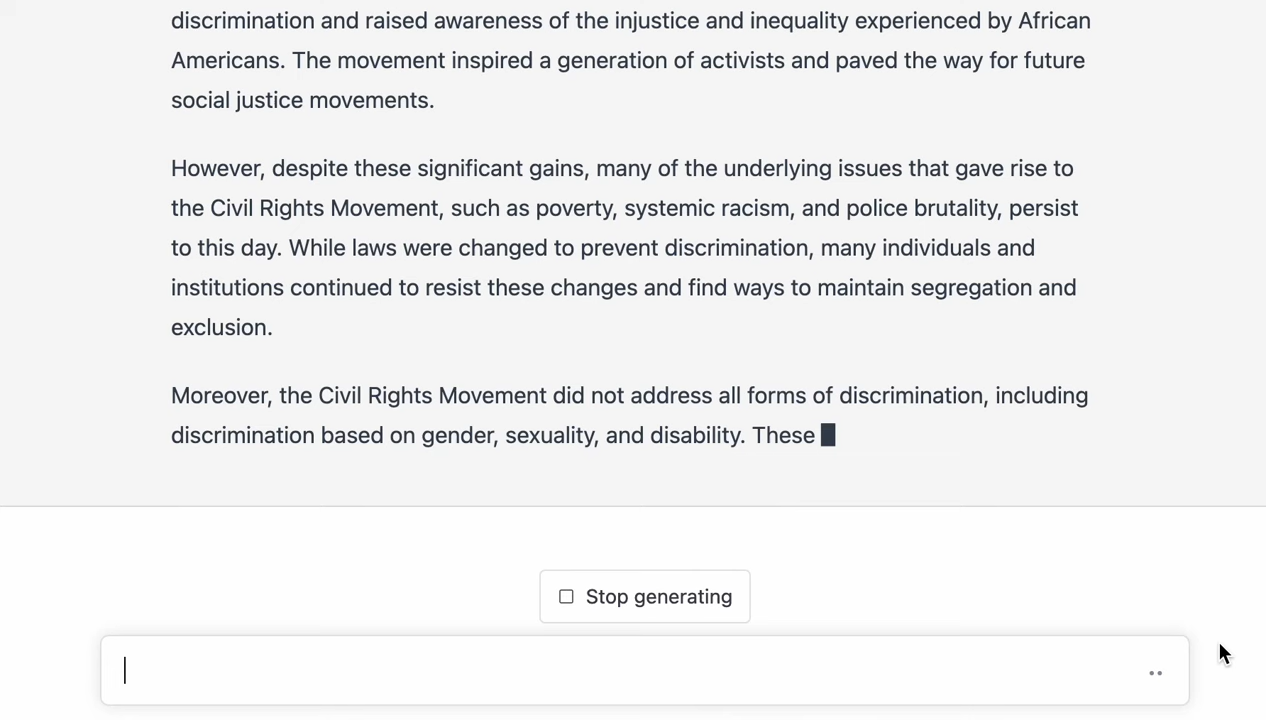 discrimination and raised awareness of the injustice and inequality experienced by African
Americans. The movement inspired a generation of activists and paved the way for future
social justice movements.
However, despite these significant gains, many of the underlying issues that gave rise to
the Civil Rights Movement, such as poverty, systemic racism, and police brutality, persist
to this day. While laws were changed to prevent discrimination, many individuals and
institutions continued to resist these changes and find ways to maintain segregation and
exclusion.
Moreover, the Civil Rights Movement did not address all forms of discrimination, including
discrimination based on gender, sexuality, and disability. These
Stop generating